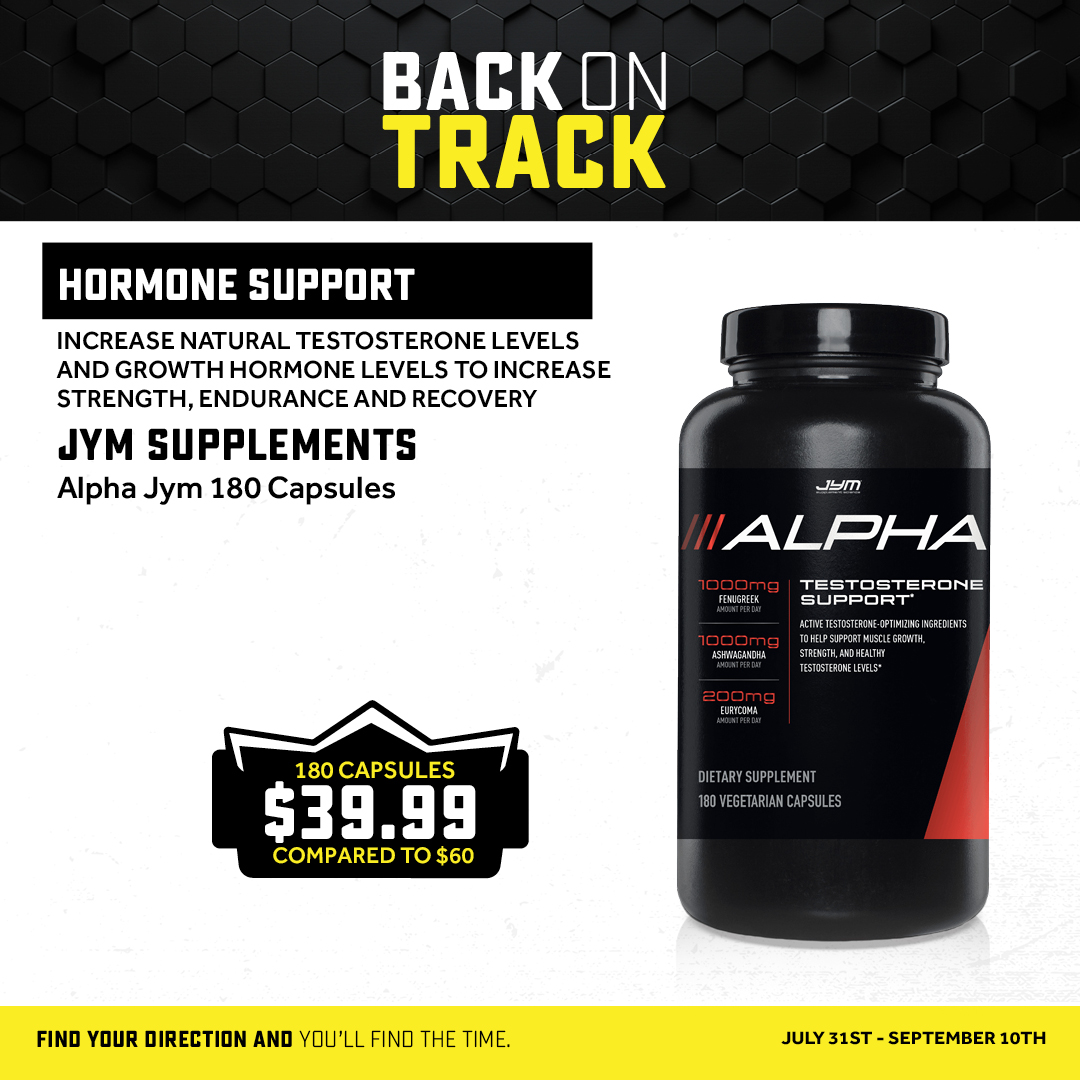 BACK ON
TRACK
HORMONE SUPPORT
INCREASE NATURAL TESTOSTERONE LEVELS
AND GROWTH HORMONE LEVELS TO INCREASE
STRENGTH, ENDURANCE AND RECOVERY
JYM SUPPLEMENTS
Alpha Jym 180 Capsules
180 CAPSULES
$39.99
COMPARED TO $60
JYM
ALPHA
1000mg
FENUGREEK
AMOUNT PER DAY
1000mg
ASHWAGANDHA
AMOUNT PER DAY
200mg
EURYCOMA
AMOUNT PER DAY
TESTOSTERONE
SUPPORT*
ACTIVE TESTOSTERONE-OPTIMIZING INGREDIENTS
TO HELP SUPPORT MUSCLE GROWTH,
STRENGTH, AND HEALTHY
TESTOSTERONE LEVELS*
DIETARY SUPPLEMENT
180 VEGETARIAN CAPSULES
FIND YOUR DIRECTION AND YOU'LL FIND THE TIME.
JULY 31ST - SEPTEMBER 10TH